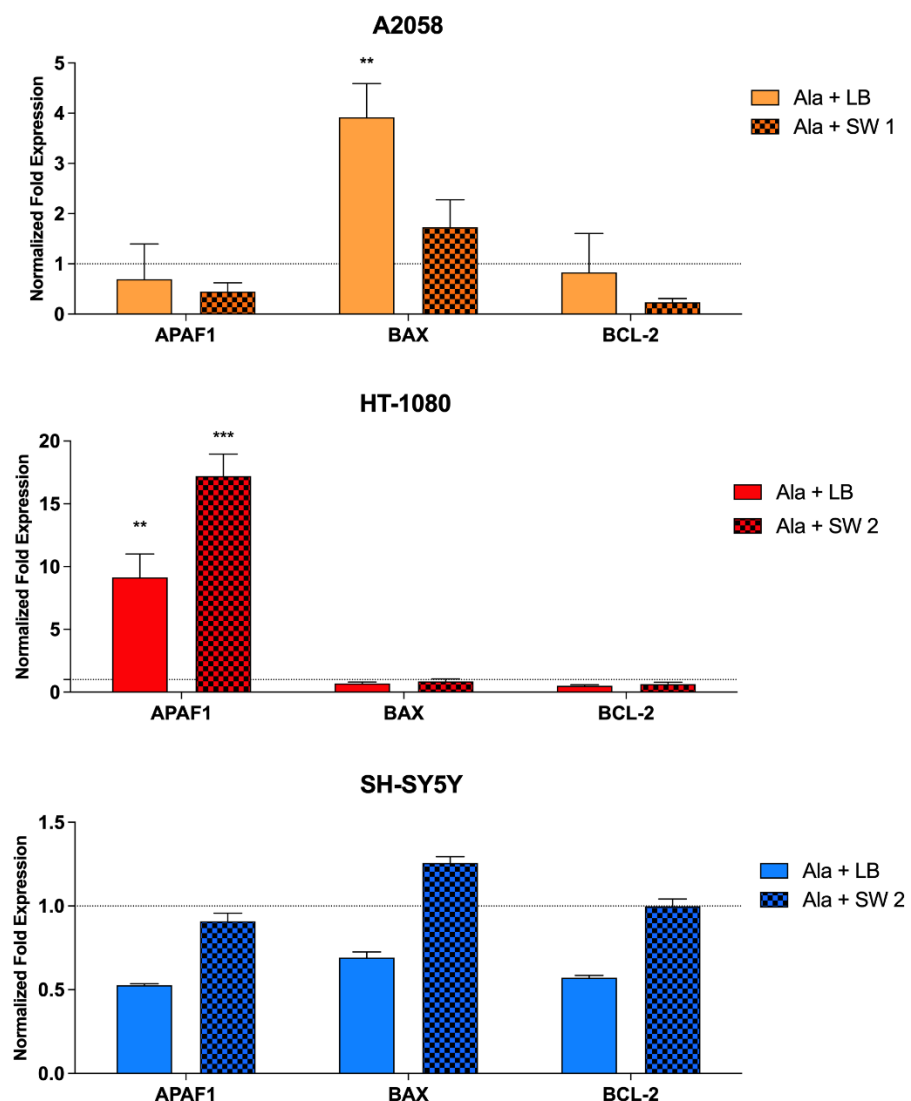 A2058
Normalized Fold Expression
5
4
3
2
1
0
**
APAF1 BAX BCL-2
Ala + LB
Ala + SW 1
HT-1080
Normalized Fold Expression
20
15
10
5
0
**
***
APAF1 BAX BCL-2
Ala + LB
Ala + SW 2
SH-SY5Y
Normalized Fold Expression
1.5
1.0
0.5
0.0
APAF1 BAX BCL-2
Ala + LB
Ala + SW 2